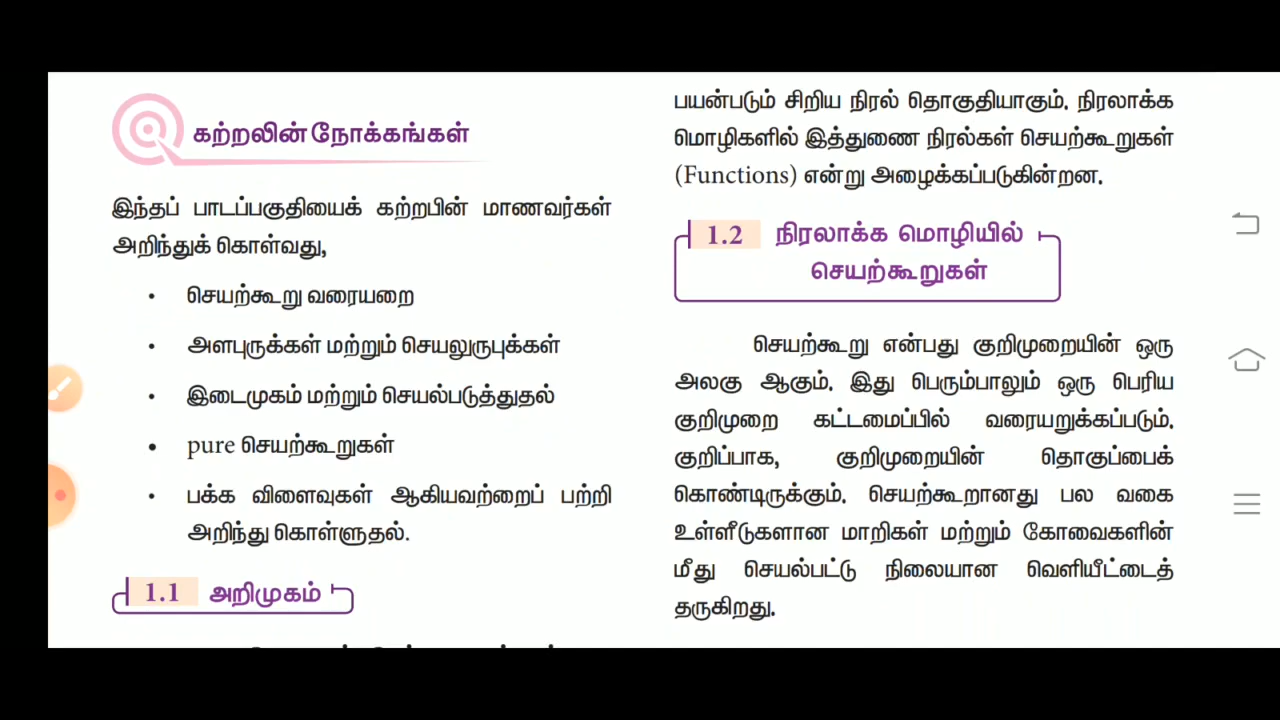 கற்றலின் நோக்கங்கள்
இந்தப் பாடப்பகுதியைக் கற்றபின் மாணவர்கள்
அறிந்துக் கொள்வது,
• செயற்கூறு வரையறை
• அளபுருக்கள் மற்றும் செயலுருபுக்கள்
• இடைமுகம் மற்றும் செயல்படுத்துதல்
• pure செயற்கூறுகள்
• பக்க விளைவுகள் ஆகியவற்றைப் பற்றி
அறிந்து கொள்ளுதல்.
1.1 அறிமுகம்
பயன்படும் சிறிய நிரல் தொகுதியாகும். நிரலாக்க
மொழிகளில் இத்துணை நிரல்கள் செயற்கூறுகள்
(Functions) என்று அழைக்கப்படுகின்றன.
1.2 நிரலாக்க மொழியில்
செயற்கூறுகள்
செயற்கூறு என்பது குறிமுறையின் ஒரு
அலகு ஆகும். இது பெரும்பாலும் ஒரு பெரிய
குறிமுறை கட்டமைப்பில் வரையறுக்கப்படும்.
குறிப்பாக, குறிமுறையின் தொகுப்பைக்
கொண்டிருக்கும். செயற்கூறானது பல வகை
உள்ளீடுகளான மாறிகள் மற்றும் கோவைகளின்
மீது செயல்பட்டு நிலையான வெளியீட்டைத்
தருகிறது.